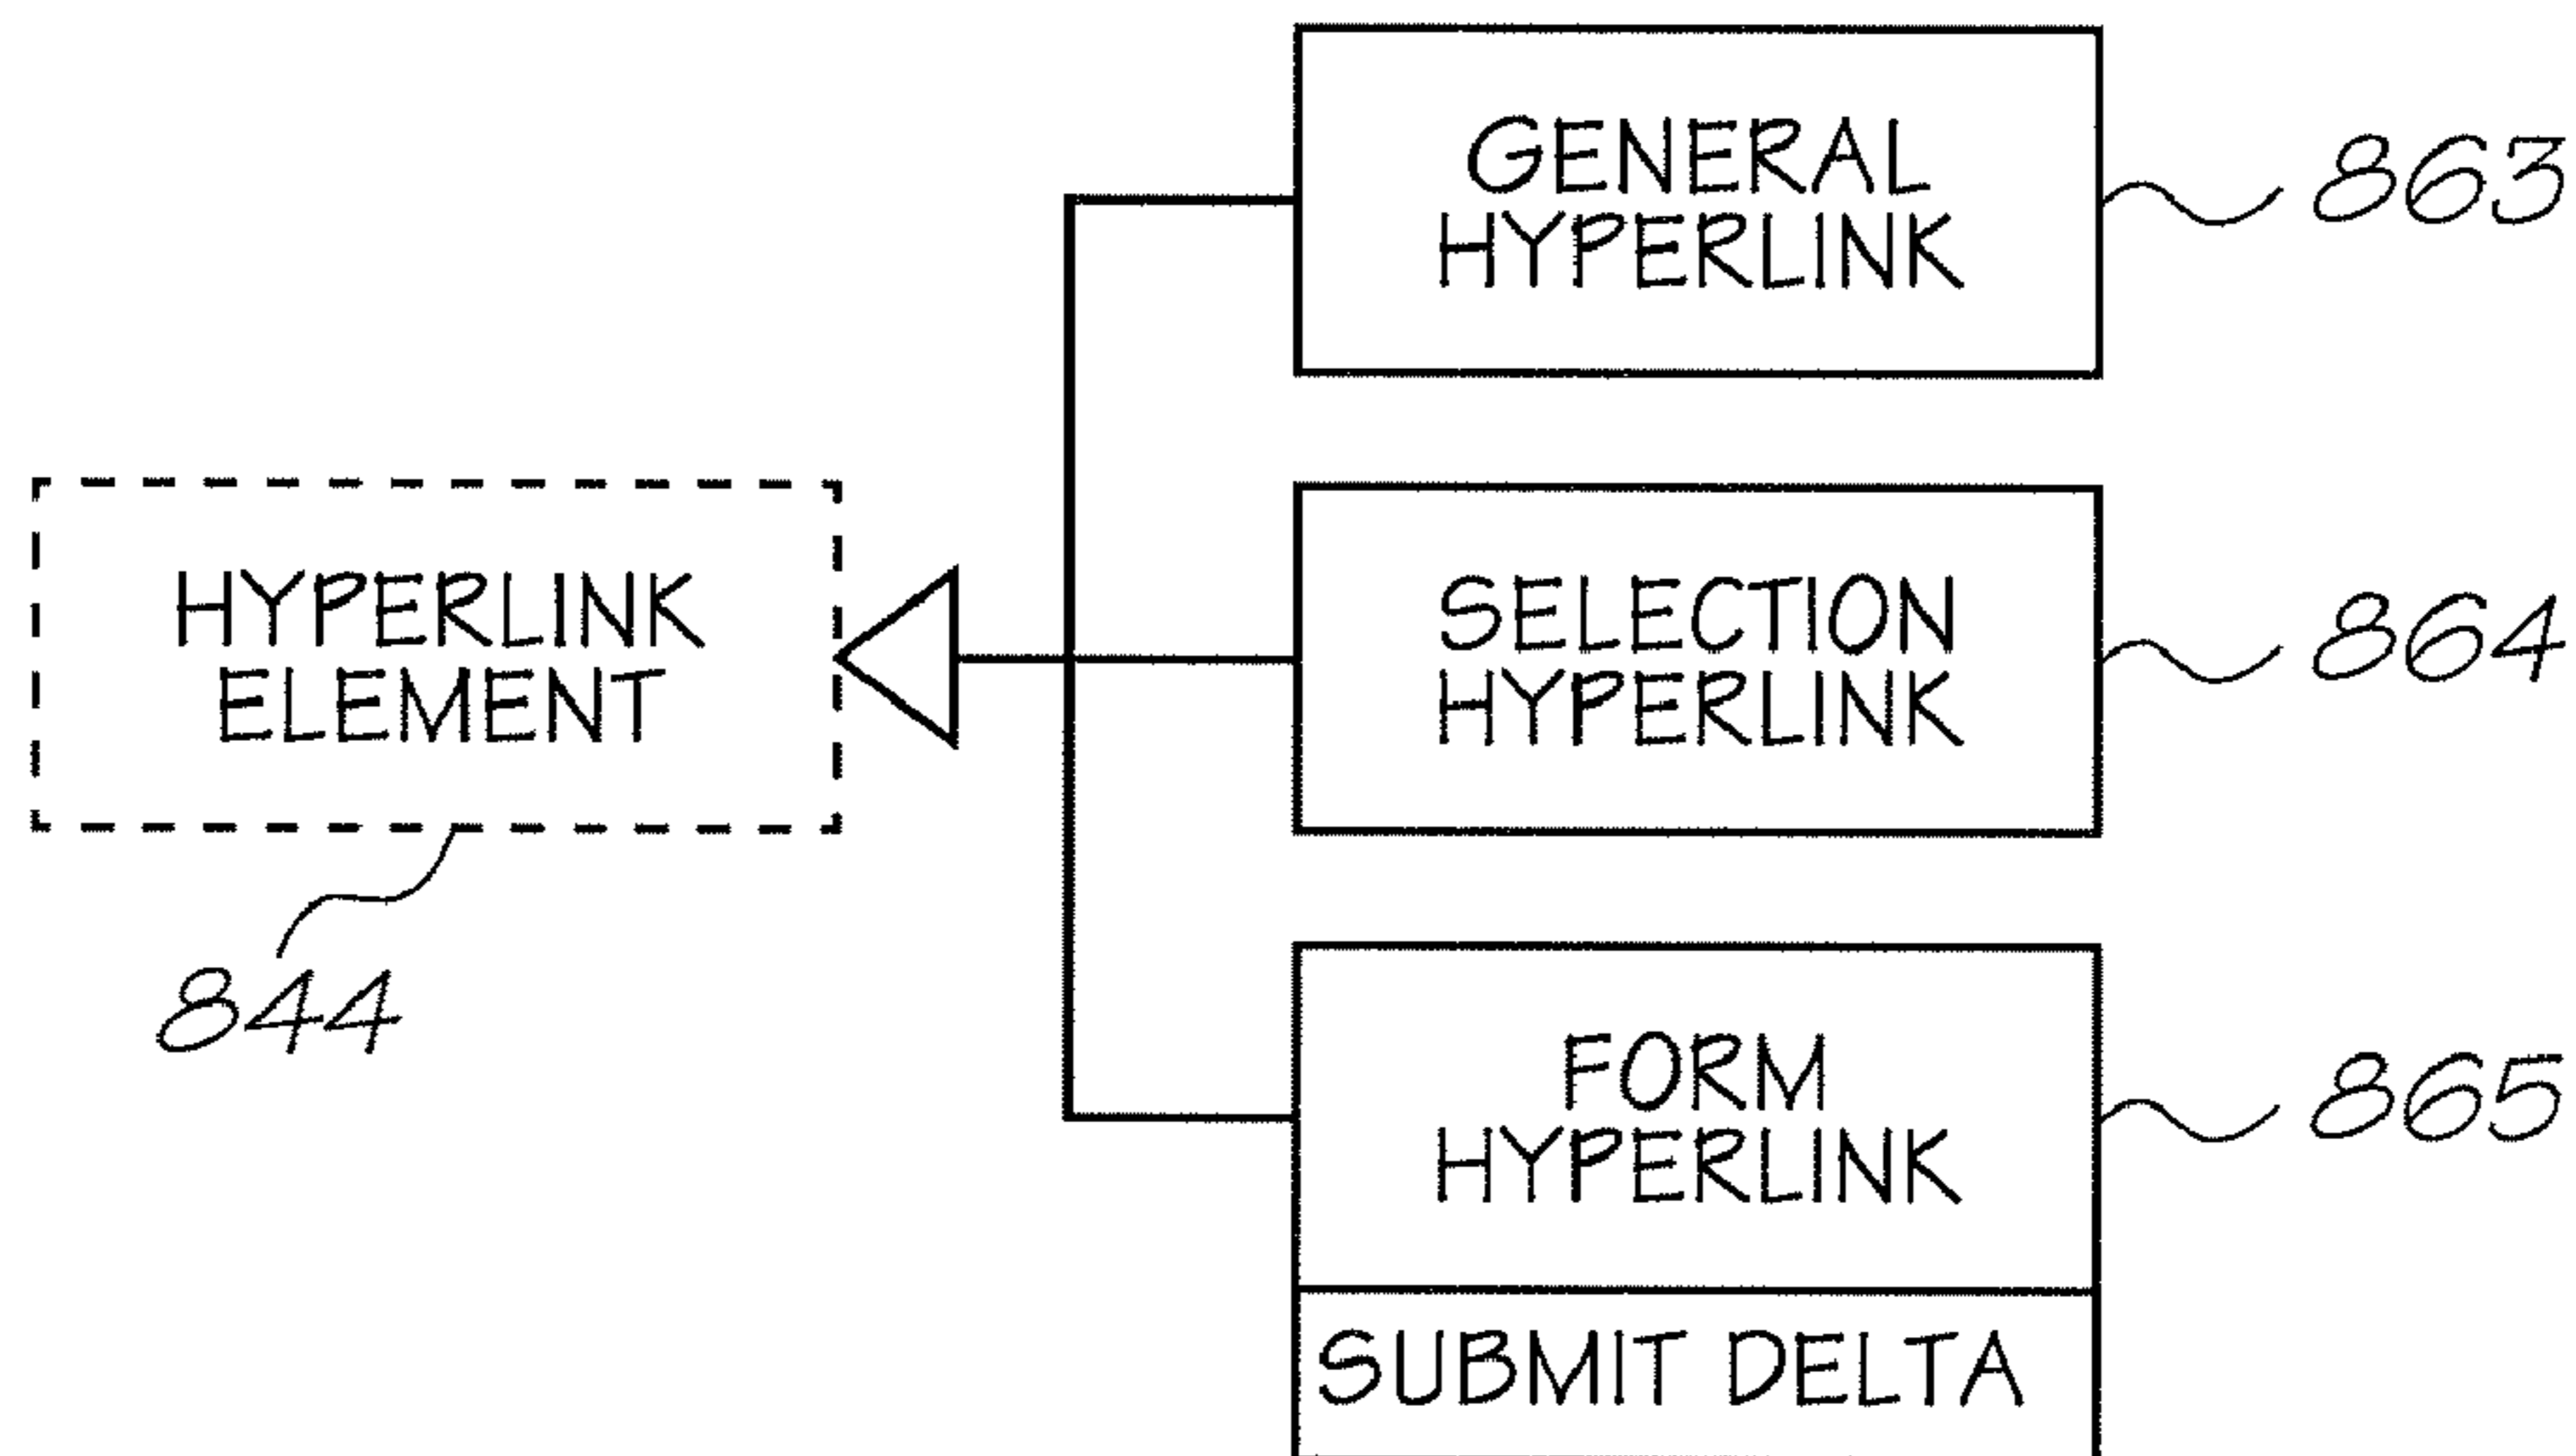 GENERAL
HYPERLINK
863
HYPERLINK
ELEMENT
844
SELECTION
HYPERLINK
864
FORM
HYPERLINK
865
SUBMIT DELTA